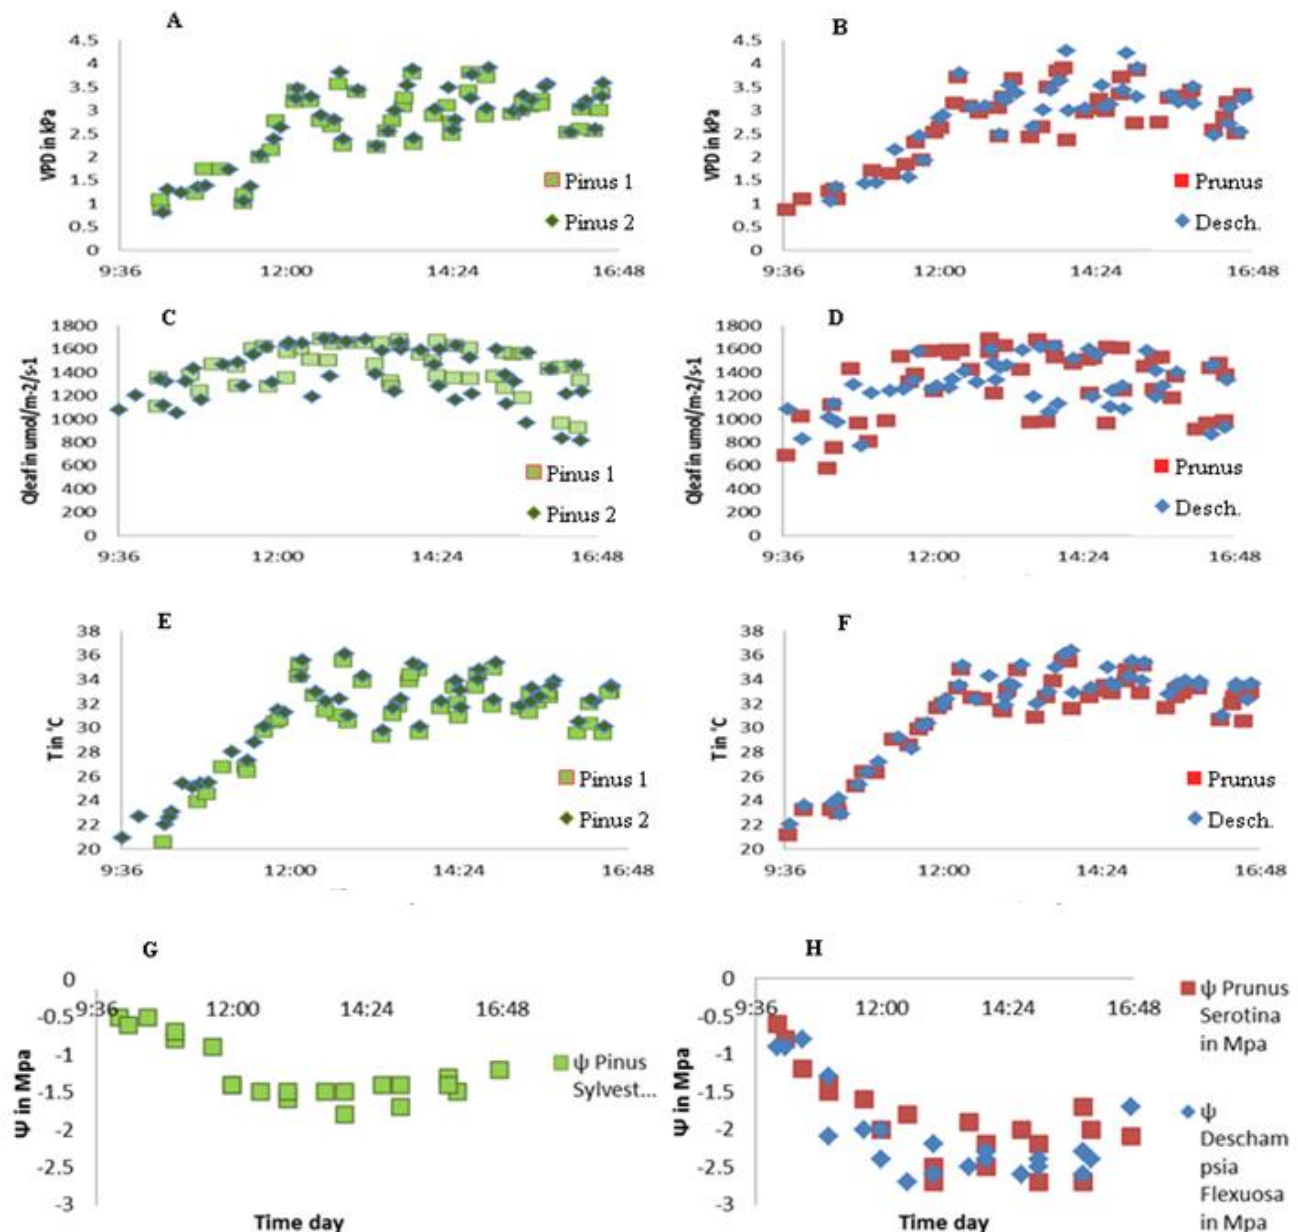 A
VPD in kPa
4.5
4
3.5
3
2.5
2
1.5
1
0.5
0
9:36 12:00 14:24 16:48
Pinus 1
Pinus 2
B
VPD in kPa
4.5
4
3.5
3
2.5
2
1.5
1
0.5
0
9:36 12:00 14:24 16:48
Prunus
Desch.
C
Qleaf in umol/m-2/s-1
1800
1600
1400
1200
1000
800
600
400
200
0
9:36 12:00 14:24 16:48
Pinus 1
Pinus 2
D
Qleaf in umol/m-2/s-1
1800
1600
1400
1200
1000
800
600
400
200
0
9:36 12:00 14:24 16:48
Prunus
Desch.
E
T in °C
38
36
34
32
30
28
26
24
22
20
9:36 12:00 14:24 16:48
Pinus 1
Pinus 2
F
T in °C
38
36
34
32
30
28
26
24
22
20
9:36 12:00 14:24 16:48
Prunus
Desch.
G
Ψ in Mpa
0
-0.5
-1
-1.5
-2
-2.5
-3
9:36 12:00 14:24 16:48
Time day
ψ Pinus
Sylvest...
H
Ψ in Mpa
0
-0.5
-1
-1.5
-2
-2.5
-3
9:36 12:00 14:24 16:48
Time day
ψ Prunus
Serotina
in Mpa
ψ
Descham
psia
Flexuosa
in Mpa